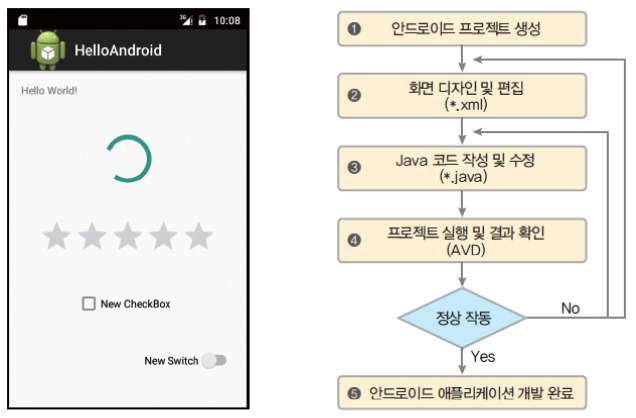 3G 10:08
HelloAndroid
Hello World!
New CheckBox
New Switch
❶ 안드로이드 프로젝트 생성
❷ 화면 디자인 및 편집
(*.xml)
❸ Java 코드 작성 및 수정
(*.java)
❹ 프로젝트 실행 및 결과 확인
(AVD)
정상 작동
No
Yes
❺ 안드로이드 애플리케이션 개발 완료